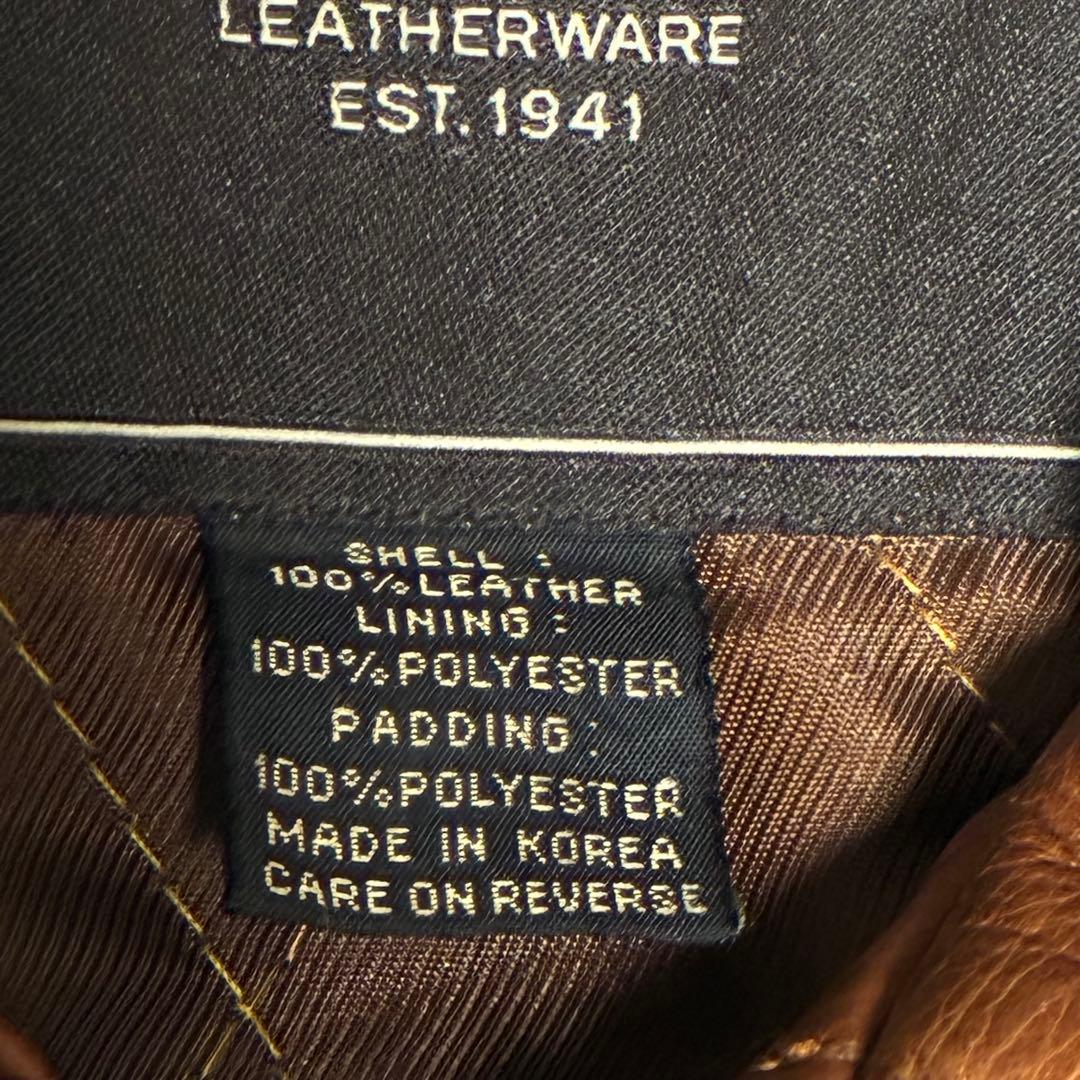 LEATHERWARE
EST. 1941
SHELL :
100% LEATHER
LINING :
100% POLYESTER
PADDING :
100% POLYESTER
MADE IN KOREA
CARE ON REVERSE